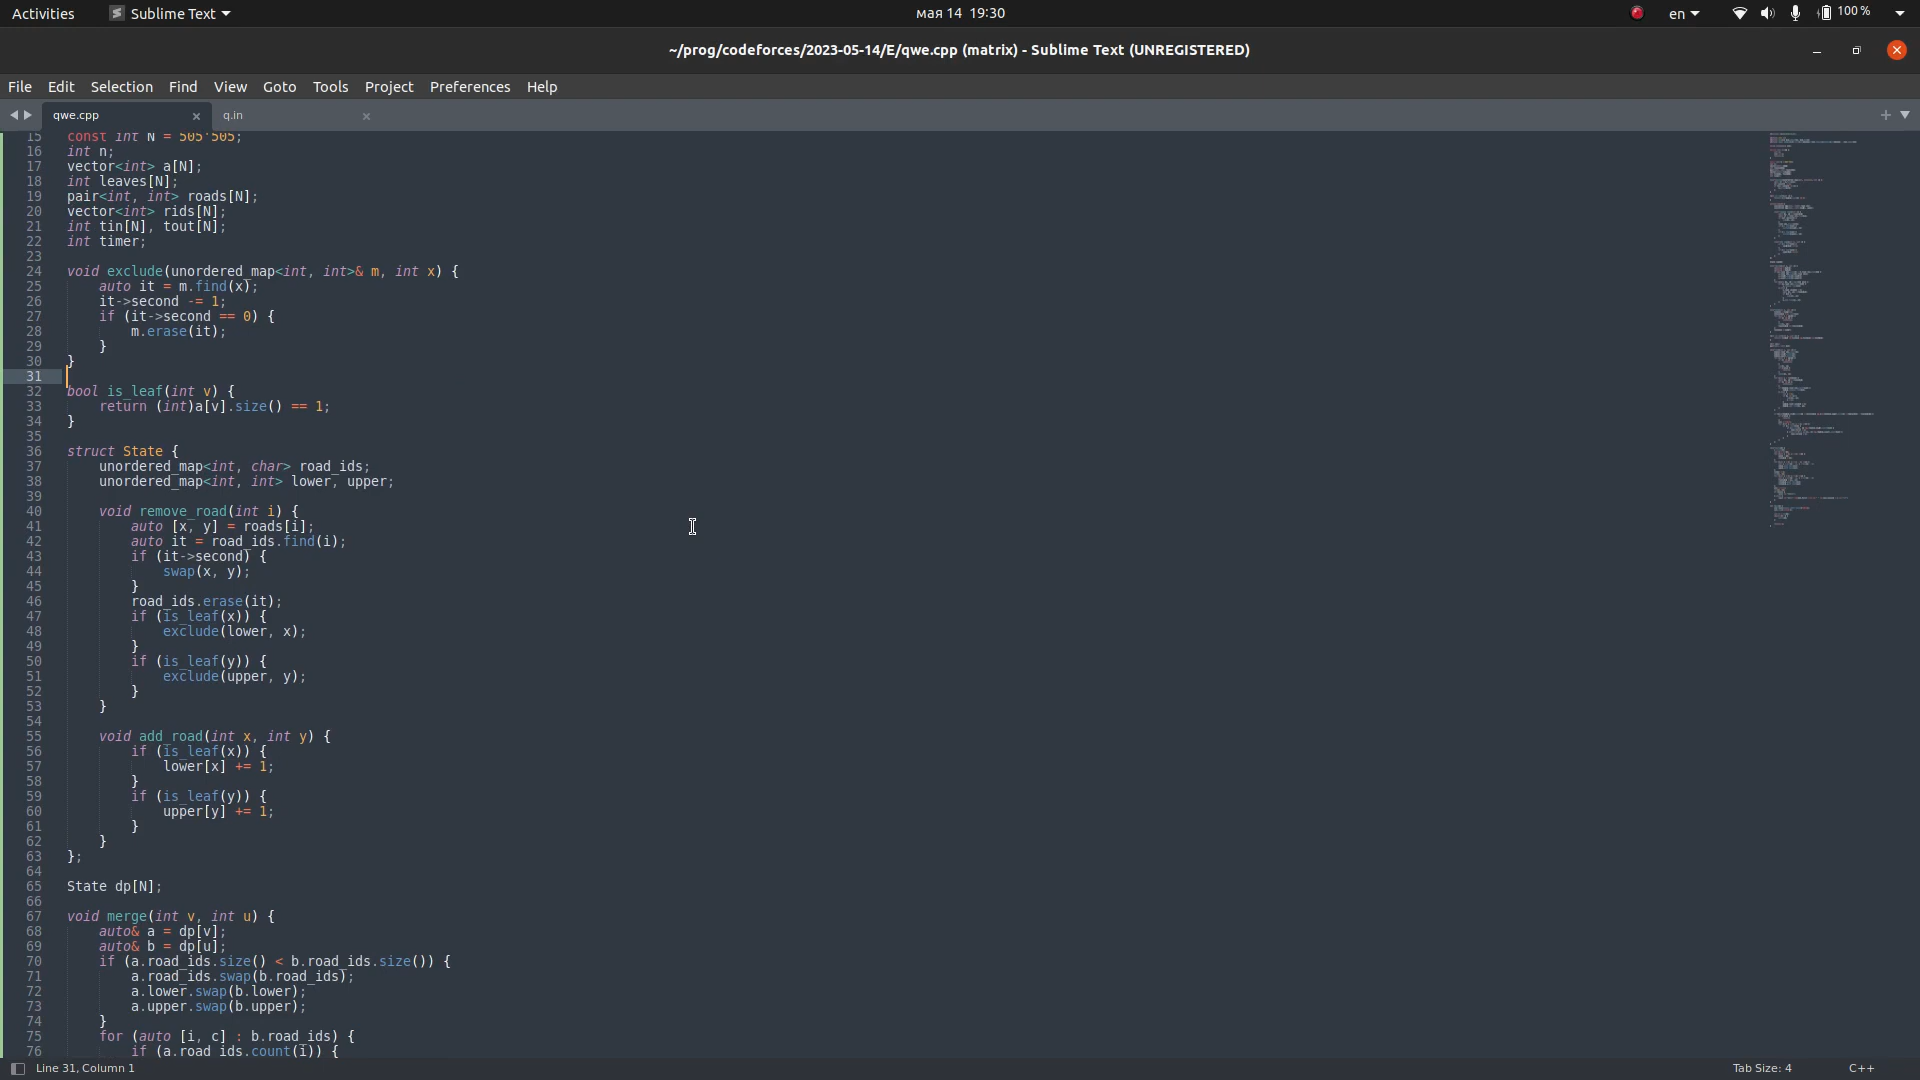 Activities Sublime Text мая 14 19:30 en 100 %
~/prog/codeforces/2023-05-14/E/qwe.cpp (matrix) - Sublime Text (UNREGISTERED)
File Edit Selection Find View Goto Tools Project Preferences Help
qwe.cpp q.in
15 const int N = 505*505;
16 int n;
17 vector<int> a[N];
18 int leaves[N];
19 pair<int, int> roads[N];
20 vector<int> rids[N];
21 int tin[N], tout[N];
22 int timer;
23
24 void exclude(unordered_map<int, int>& m, int x) {
25     auto it = m.find(x);
26     it->second -= 1;
27     if (it->second == 0) {
28         m.erase(it);
29     }
30 }
31
32 bool is_leaf(int v) {
33     return (int)a[v].size() == 1;
34 }
35
36 struct State {
37     unordered_map<int, char> road_ids;
38     unordered_map<int, int> lower, upper;
39
40     void remove_road(int i) {
41         auto [x, y] = roads[i];
42         auto it = road_ids.find(i);
43         if (it->second) {
44             swap(x, y);
45         }
46         road_ids.erase(it);
47         if (is_leaf(x)) {
48             exclude(lower, x);
49         }
50         if (is_leaf(y)) {
51             exclude(upper, y);
52         }
53     }
54
55     void add_road(int x, int y) {
56         if (is_leaf(x)) {
57             lower[x] += 1;
58         }
59         if (is_leaf(y)) {
60             upper[y] += 1;
61         }
62     }
63 };
64
65 State dp[N];
66
67 void merge(int v, int u) {
68     auto& a = dp[v];
69     auto& b = dp[u];
70     if (a.road_ids.size() < b.road_ids.size()) {
71         a.road_ids.swap(b.road_ids);
72         a.lower.swap(b.lower);
73         a.upper.swap(b.upper);
74     }
75     for (auto [i, c] : b.road_ids) {
76         if (a.road_ids.count(i)) {
Line 31, Column 1 Tab Size: 4 C++